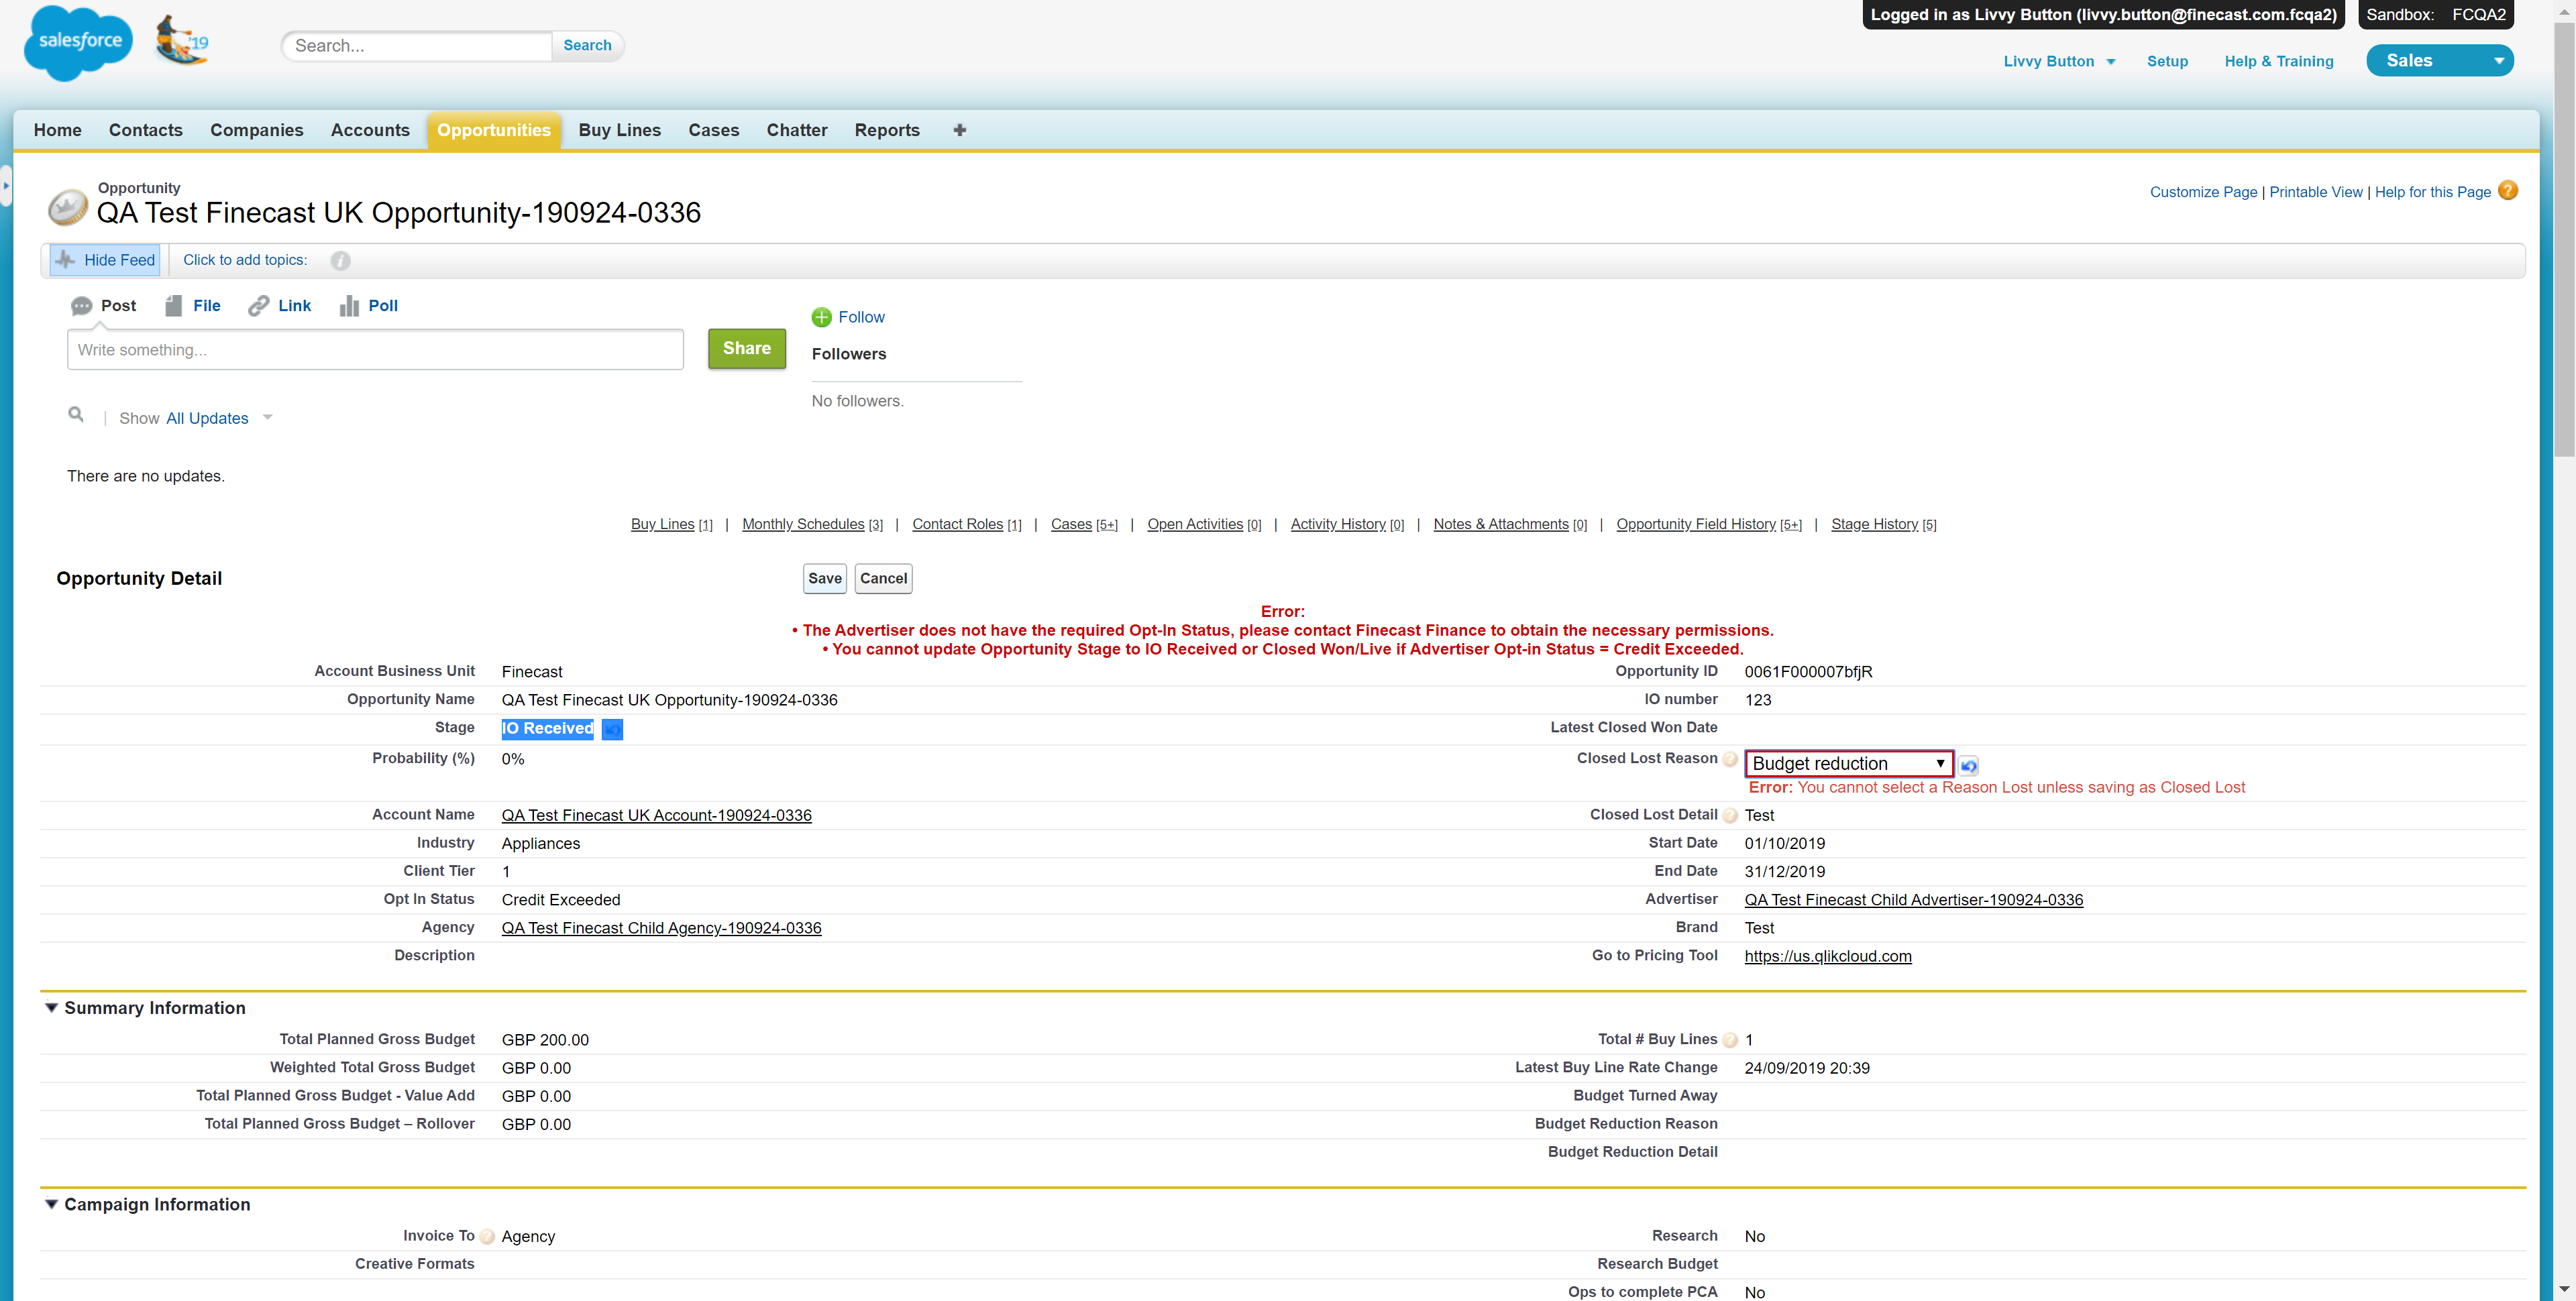 Logged in as Livvy Button (livvy.button@finecast.com.fcqa2)
Sandbox: FCQA2
salesforce
'19
Search...
Search
Livvy Button
Setup
Help & Training
Sales
Home Contacts Companies Accounts Opportunities Buy Lines Cases Chatter Reports +
Opportunity
QA Test Finecast UK Opportunity-190924-0336
Customize Page | Printable View | Help for this Page ?
Hide Feed
Click to add topics: i
Post File Link Poll
Write something...
Share
Follow
Followers
No followers.
Show All Updates
There are no updates.
Buy Lines [1] | Monthly Schedules [3] | Contact Roles [1] | Cases [5+] | Open Activities [0] | Activity History [0] | Notes & Attachments [0] | Opportunity Field History [5+] | Stage History [5]
Opportunity Detail
Save Cancel
Error:
• The Advertiser does not have the required Opt-In Status, please contact Finecast Finance to obtain the necessary permissions.
• You cannot update Opportunity Stage to IO Received or Closed Won/Live if Advertiser Opt-in Status = Credit Exceeded.
Account Business Unit Finecast Opportunity ID 0061F000007bfjR
Opportunity Name QA Test Finecast UK Opportunity-190924-0336 IO number 123
Stage IO Received Latest Closed Won Date
Probability (%) 0% Closed Lost Reason ? Budget reduction
Error: You cannot select a Reason Lost unless saving as Closed Lost
Account Name QA Test Finecast UK Account-190924-0336 Closed Lost Detail ? Test
Industry Appliances Start Date 01/10/2019
Client Tier 1 End Date 31/12/2019
Opt In Status Credit Exceeded Advertiser QA Test Finecast Child Advertiser-190924-0336
Agency QA Test Finecast Child Agency-190924-0336 Brand Test
Description Go to Pricing Tool https://us.qlikcloud.com
Summary Information
Total Planned Gross Budget GBP 200.00 Total # Buy Lines ? 1
Weighted Total Gross Budget GBP 0.00 Latest Buy Line Rate Change 24/09/2019 20:39
Total Planned Gross Budget - Value Add GBP 0.00 Budget Turned Away
Total Planned Gross Budget – Rollover GBP 0.00 Budget Reduction Reason
Budget Reduction Detail
Campaign Information
Invoice To ? Agency Research No
Creative Formats Research Budget
Ops to complete PCA No